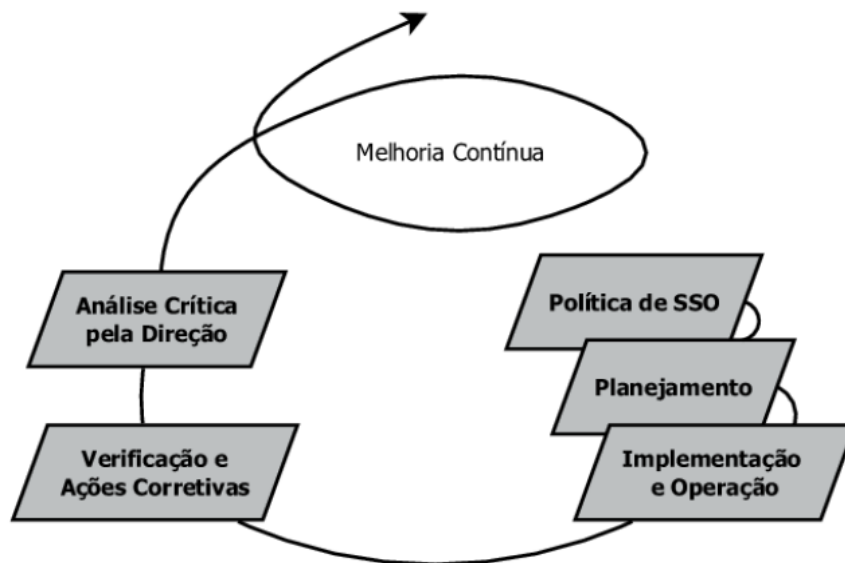 Melhoria Contínua
Análise Crítica
pela Direção
Política de SSO
Planejamento
Verificação e
Ações Corretivas
Implementação
e Operação